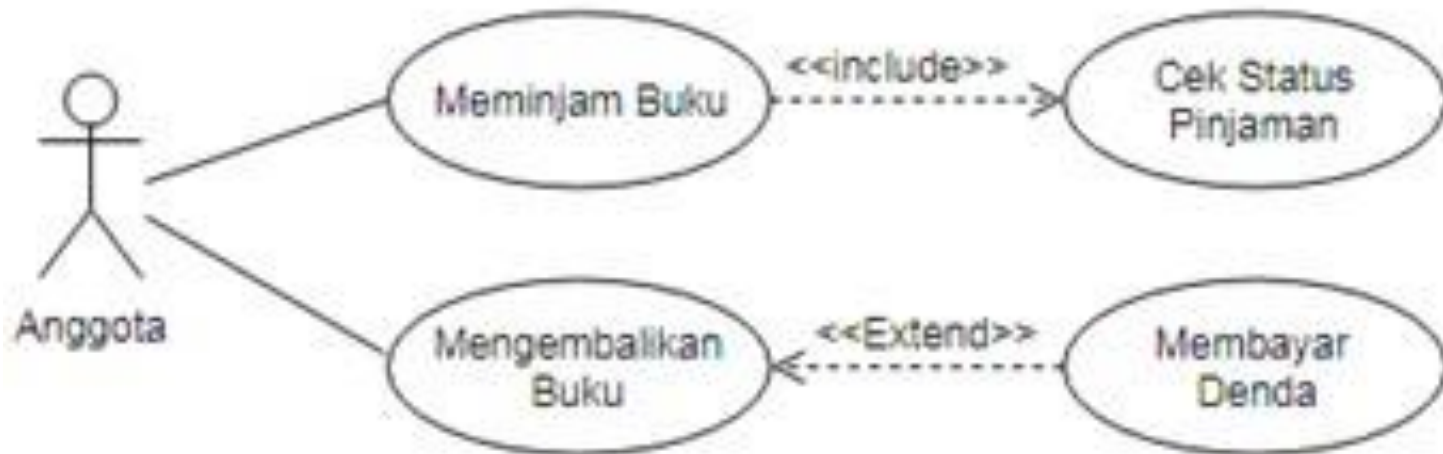 Meminjam Buku
<<include>>
Cek Status
Pinjaman
Anggota
Mengembalikan
Buku
<<Extend>>
Membayar
Denda